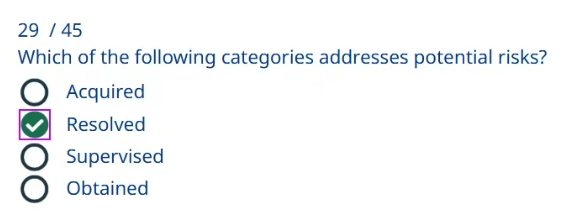 29 / 45
Which of the following categories addresses potential risks?
Acquired
Resolved
Supervised
Obtained